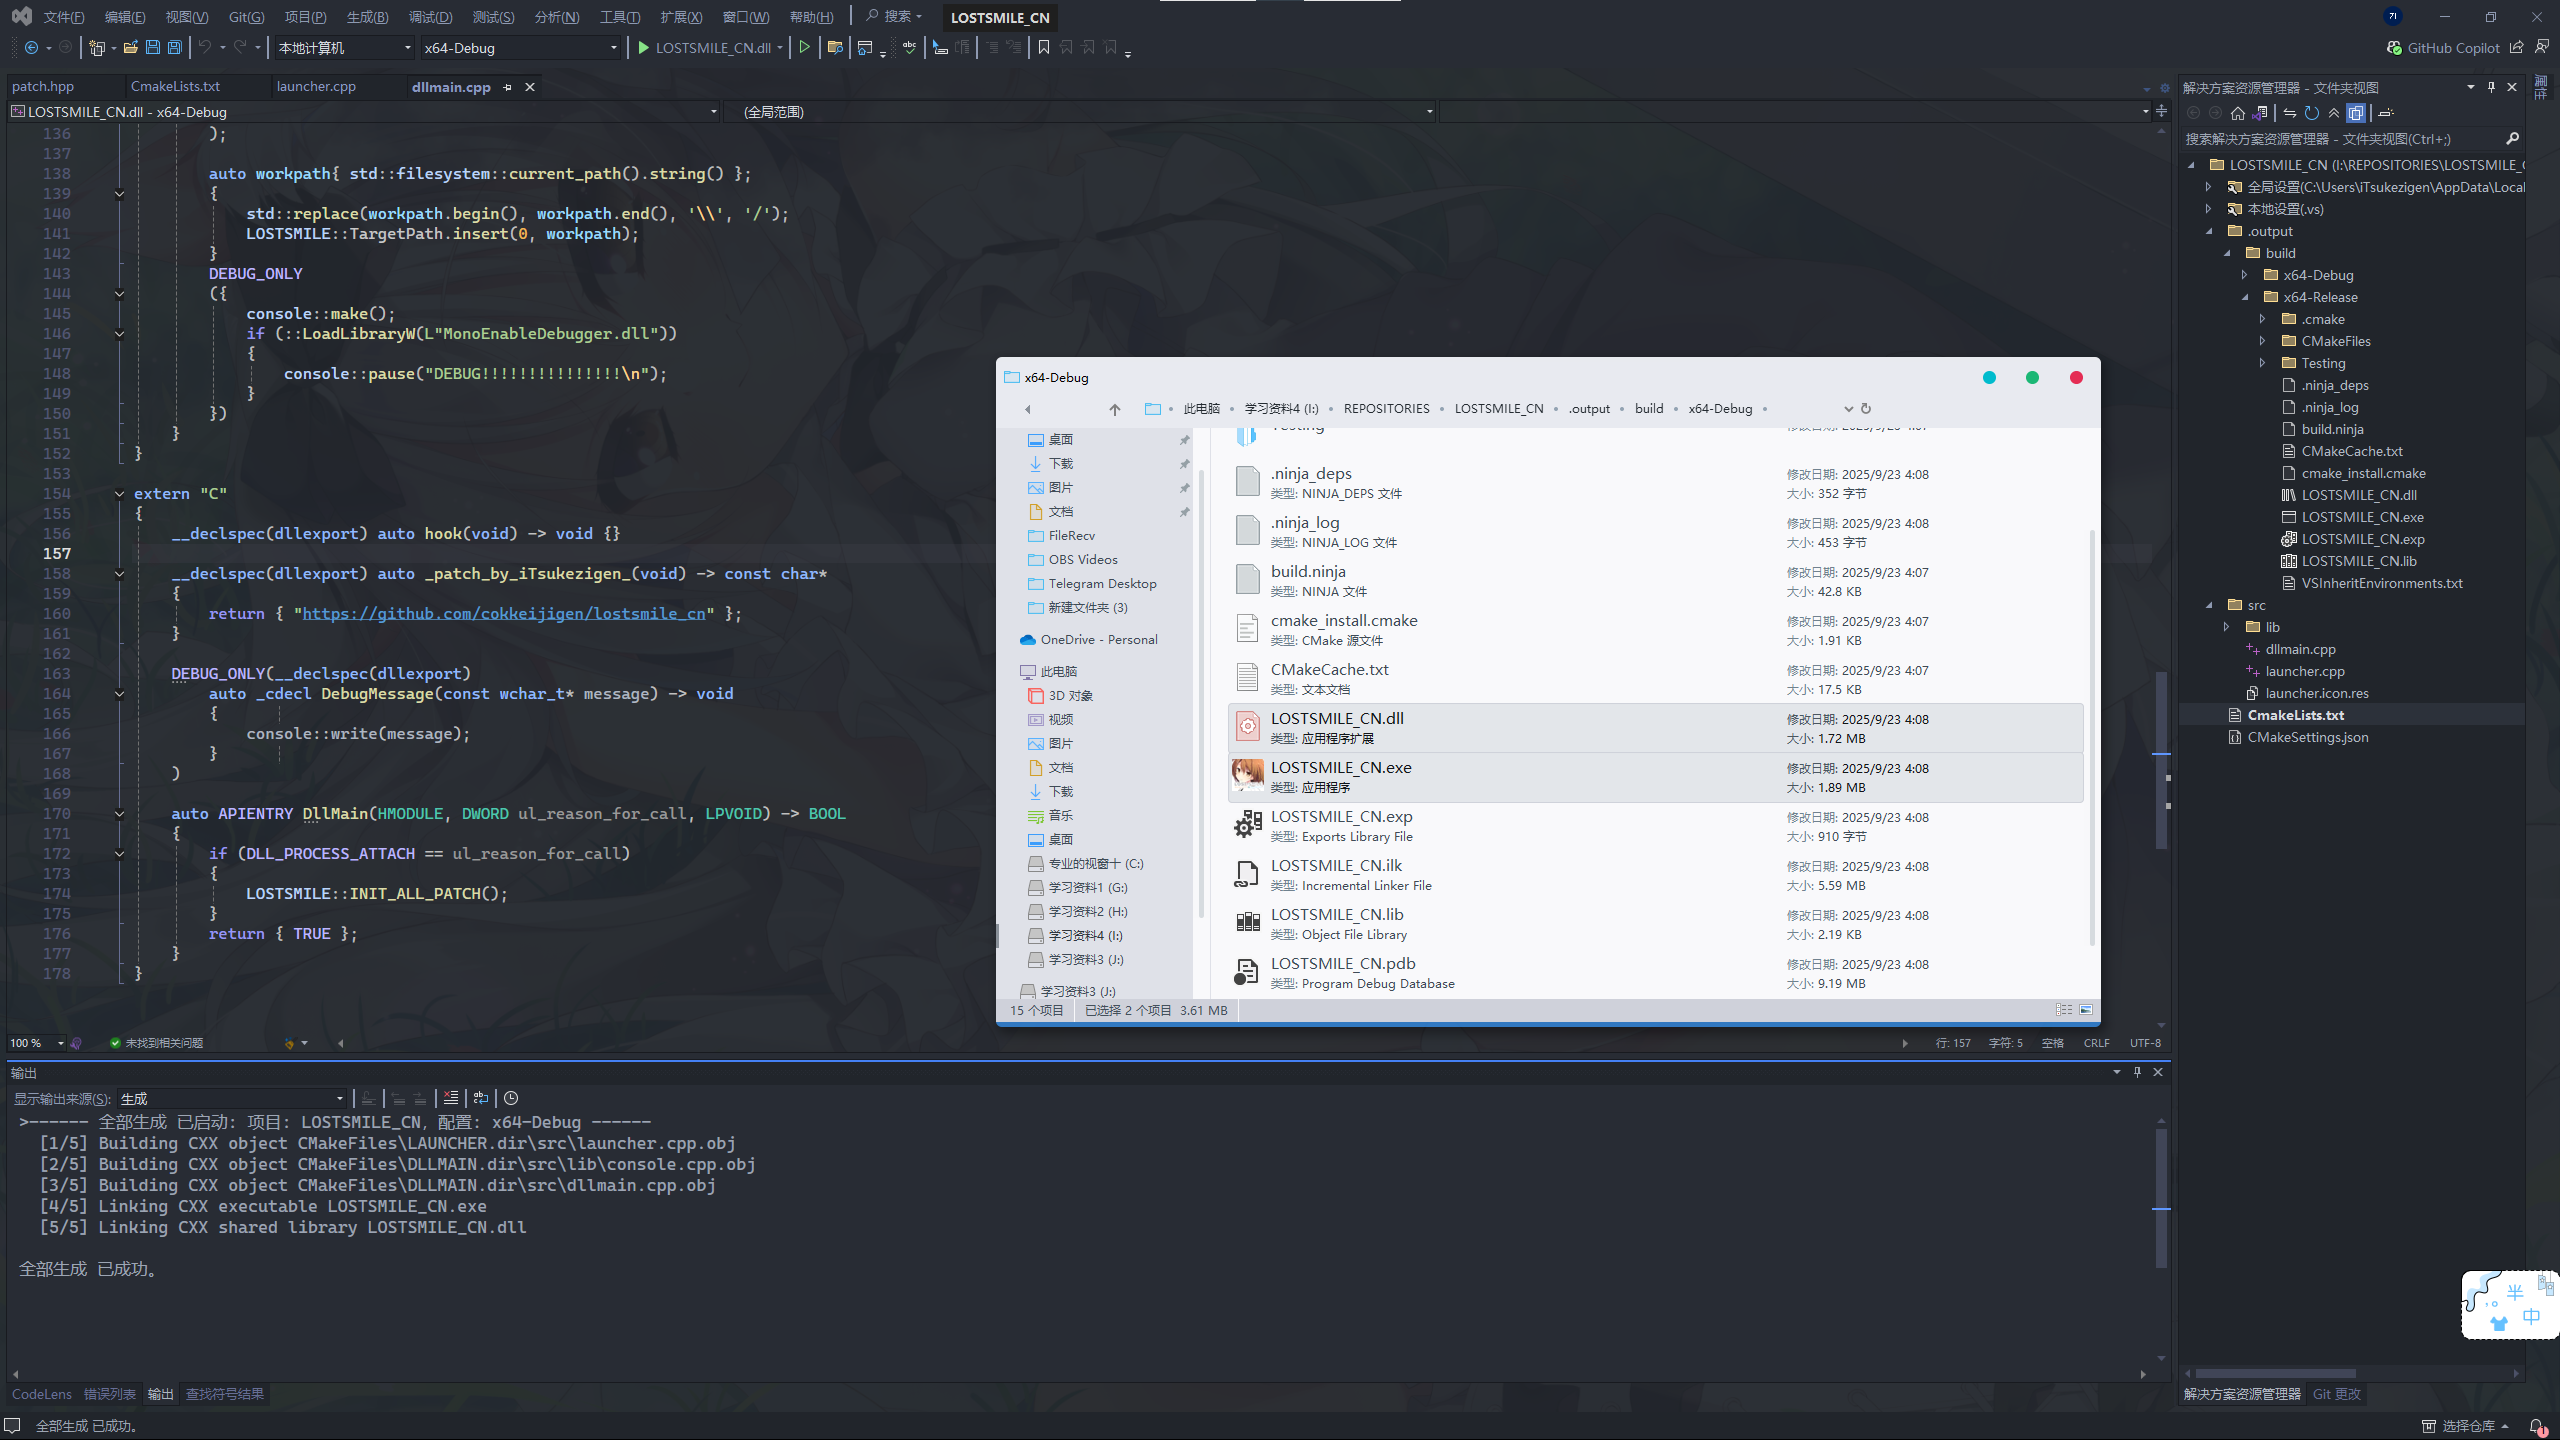 文件(F) 编辑(E) 视图(V) Git(G) 项目(P) 生成(B) 调试(D) 测试(S) 分析(N) 工具(T) 扩展(X) 窗口(W) 帮助(H) 搜索 LOSTSMILE_CN
本地计算机 x64-Debug LOSTSMILE_CN.dll GitHub Copilot
patch.hpp CmakeLists.txt launcher.cpp dllmain.cpp
LOSTSMILE_CN.dll - x64-Debug (全局范围)
136 );
137
138 auto workpath{ std::filesystem::current_path().string() };
139 {
140 std::replace(workpath.begin(), workpath.end(), '\\', '/');
141 LOSTSMILE::TargetPath.insert(0, workpath);
142 }
143 DEBUG_ONLY
144 ({
145 console::make();
146 if (::LoadLibraryW(L"MonoEnableDebugger.dll"))
147 {
148 console::pause("DEBUG!!!!!!!!!!!!!!!\n");
149 }
150 })
151 }
152 }
153
154 extern "C"
155 {
156 __declspec(dllexport) auto hook(void) -> void {}
157
158 __declspec(dllexport) auto _patch_by_iTsukezigen_(void) -> const char*
159 {
160 return { "https://github.com/cokkeijigen/lostsmile_cn" };
161 }
162
163 DEBUG_ONLY(__declspec(dllexport)
164 auto _cdecl DebugMessage(const wchar_t* message) -> void
165 {
166 console::write(message);
167 }
168 )
169
170 auto APIENTRY DllMain(HMODULE, DWORD ul_reason_for_call, LPVOID) -> BOOL
171 {
172 if (DLL_PROCESS_ATTACH == ul_reason_for_call)
173 {
174 LOSTSMILE::INIT_ALL_PATCH();
175 }
176 return { TRUE };
177 }
178 }
100 % 未找到相关问题 行: 157 字符: 5 空格 CRLF UTF-8
x64-Debug
此电脑 学习资料4 (I:) REPOSITORIES LOSTSMILE_CN .output build x64-Debug
桌面
下载
图片
文档
FileRecv
OBS Videos
Telegram Desktop
新建文件夹 (3)
OneDrive - Personal
此电脑
3D 对象
视频
图片
文档
下载
音乐
桌面
专业的视窗十 (C:)
学习资料1 (G:)
学习资料2 (H:)
学习资料4 (I:)
学习资料3 (J:)
学习资料3 (J:)
Testing 修改日期: 2025/9/23 4:07
.ninja_deps 修改日期: 2025/9/23 4:08
类型: NINJA_DEPS 文件 大小: 352 字节
.ninja_log 修改日期: 2025/9/23 4:08
类型: NINJA_LOG 文件 大小: 453 字节
build.ninja 修改日期: 2025/9/23 4:07
类型: NINJA 文件 大小: 42.8 KB
cmake_install.cmake 修改日期: 2025/9/23 4:07
类型: CMake 源文件 大小: 1.91 KB
CMakeCache.txt 修改日期: 2025/9/23 4:07
类型: 文本文档 大小: 17.5 KB
LOSTSMILE_CN.dll 修改日期: 2025/9/23 4:08
类型: 应用程序扩展 大小: 1.72 MB
LOSTSMILE_CN.exe 修改日期: 2025/9/23 4:08
类型: 应用程序 大小: 1.89 MB
LOSTSMILE_CN.exp 修改日期: 2025/9/23 4:08
类型: Exports Library File 大小: 910 字节
LOSTSMILE_CN.ilk 修改日期: 2025/9/23 4:08
类型: Incremental Linker File 大小: 5.59 MB
LOSTSMILE_CN.lib 修改日期: 2025/9/23 4:08
类型: Object File Library 大小: 2.19 KB
LOSTSMILE_CN.pdb 修改日期: 2025/9/23 4:08
类型: Program Debug Database 大小: 9.19 MB
15 个项目 已选择 2 个项目 3.61 MB
解决方案资源管理器 - 文件夹视图
搜索解决方案资源管理器 - 文件夹视图(Ctrl+;)
LOSTSMILE_CN (I:\REPOSITORIES\LOSTSMILE_C
全局设置(C:\Users\iTsukezigen\AppData\Local
本地设置(.vs)
.output
build
x64-Debug
x64-Release
.cmake
CMakeFiles
Testing
.ninja_deps
.ninja_log
build.ninja
CMakeCache.txt
cmake_install.cmake
LOSTSMILE_CN.dll
LOSTSMILE_CN.exe
LOSTSMILE_CN.exp
LOSTSMILE_CN.lib
VSInheritEnvironments.txt
src
lib
dllmain.cpp
launcher.cpp
launcher.icon.res
CmakeLists.txt
CMakeSettings.json
输出
显示输出来源(S): 生成
>------ 全部生成 已启动: 项目: LOSTSMILE_CN, 配置: x64-Debug ------
[1/5] Building CXX object CMakeFiles\LAUNCHER.dir\src\launcher.cpp.obj
[2/5] Building CXX object CMakeFiles\DLLMAIN.dir\src\lib\console.cpp.obj
[3/5] Building CXX object CMakeFiles\DLLMAIN.dir\src\dllmain.cpp.obj
[4/5] Linking CXX executable LOSTSMILE_CN.exe
[5/5] Linking CXX shared library LOSTSMILE_CN.dll
全部生成 已成功。
半
中
CodeLens 错误列表 输出 查找符号结果
解决方案资源管理器 Git 更改
全部生成 已成功。 选择仓库